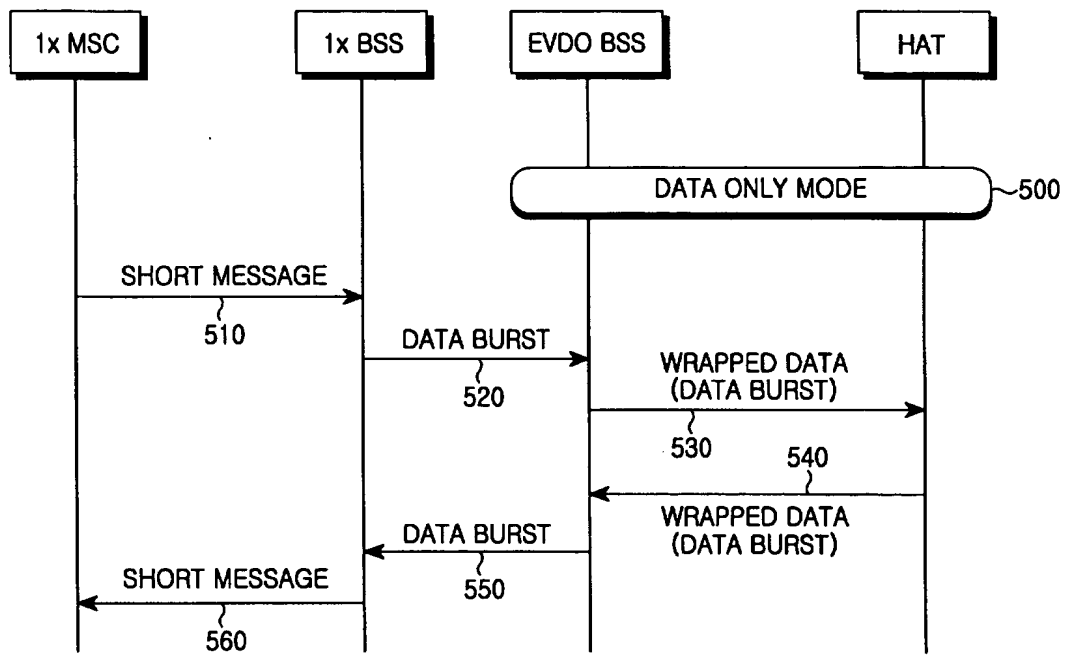 1x MSC
1x BSS
EVDO BSS
HAT
DATA ONLY MODE
500
SHORT MESSAGE
510
DATA BURST
520
WRAPPED DATA
(DATA BURST)
530
540
WRAPPED DATA
(DATA BURST)
DATA BURST
550
SHORT MESSAGE
560